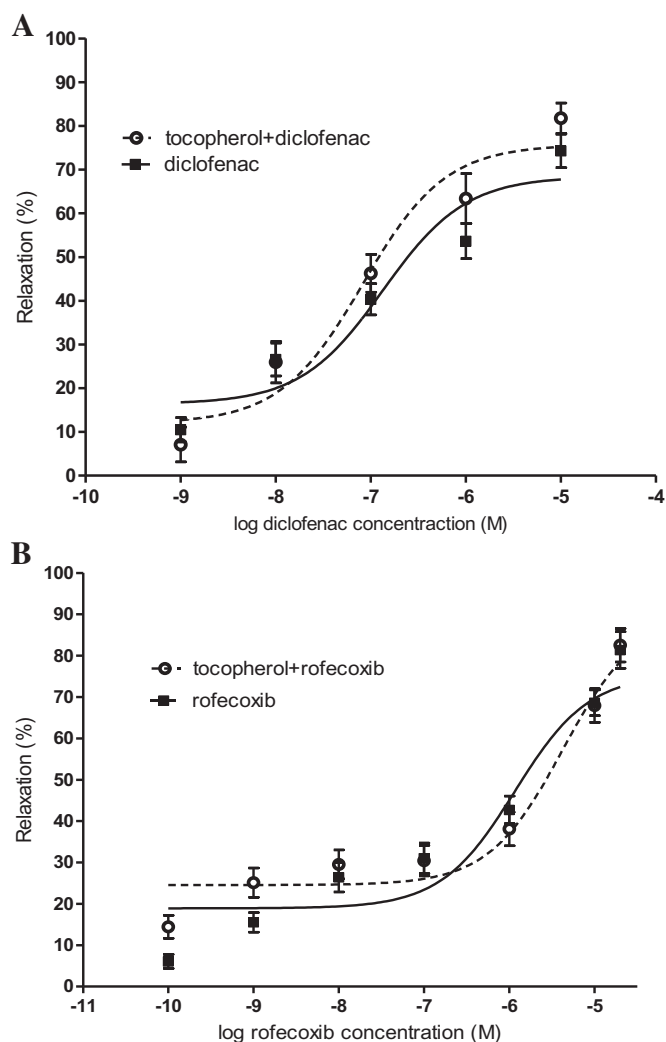 A
100
90
80
70
60
50
40
30
20
10
0
Relaxation (%)
tocopherol+diclofenac
diclofenac
-10 -9 -8 -7 -6 -5 -4
log diclofenac concentraction (M)
B
100
90
80
70
60
50
40
30
20
10
0
Relaxation (%)
tocopherol+rofecoxib
rofecoxib
-11 -10 -9 -8 -7 -6 -5
log rofecoxib concentration (M)